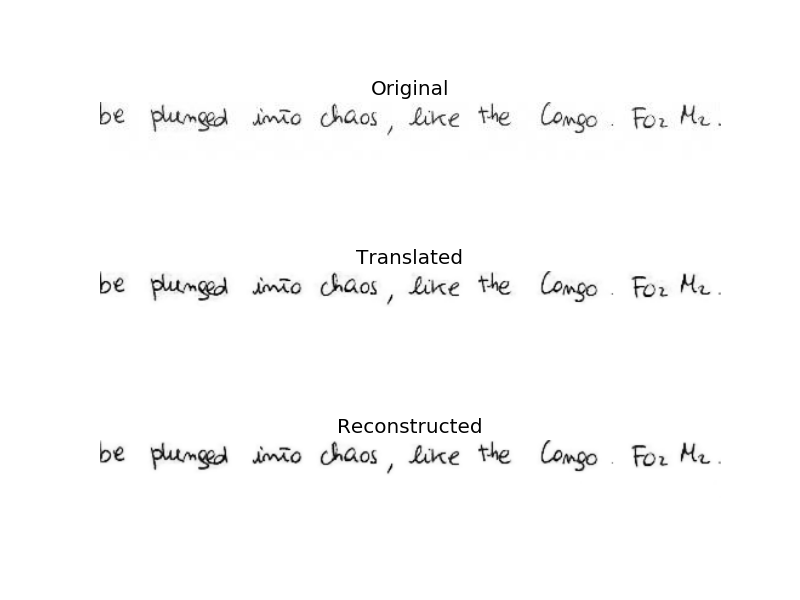 Original
be plunged into chaos, like the Congo. For Mr.
Translated
be plunged into chaos, like the Congo. For Mr.
Reconstructed
be plunged into chaos, like the Congo. For Mr.